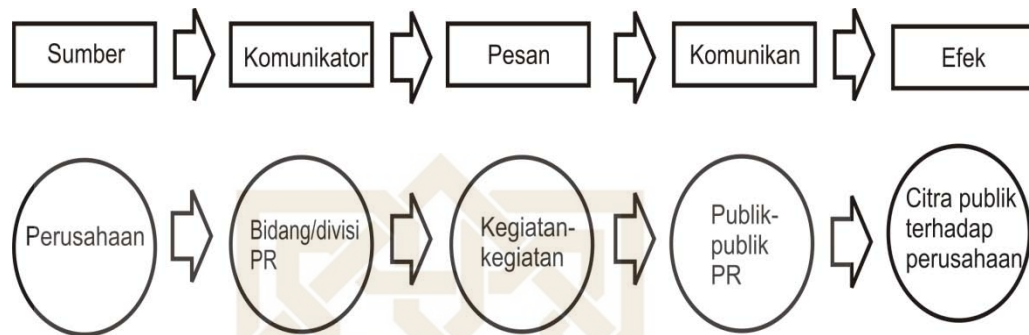 Sumber
Komunikator
Pesan
Komunikan
Efek
Perusahaan
Bidang/divisi
PR
Kegiatan-
kegiatan
Publik-
publik
PR
Citra publik
terhadap
perusahaan